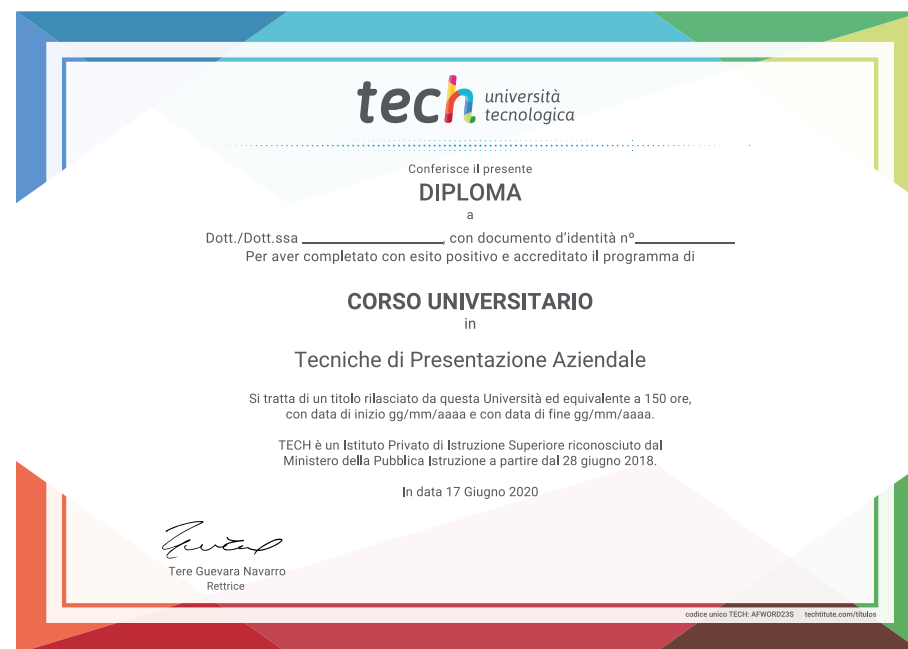 tech università
tecnologica
Conferisce il presente
DIPLOMA
a
Dott./Dott.ssa ________________, con documento d'identità nº____________
Per aver completato con esito positivo e accreditato il programma di
CORSO UNIVERSITARIO
in
Tecniche di Presentazione Aziendale
Si tratta di un titolo rilasciato da questa Università ed equivalente a 150 ore,
con data di inizio gg/mm/aaaa e con data di fine gg/mm/aaaa.
TECH è un Istituto Privato di Istruzione Superiore riconosciuto dal
Ministero della Pubblica Istruzione a partire dal 28 giugno 2018.
In data 17 Giugno 2020
Tere Guevara Navarro
Rettrice
codice unico TECH: AFWORD23S techtitute.com/titulos